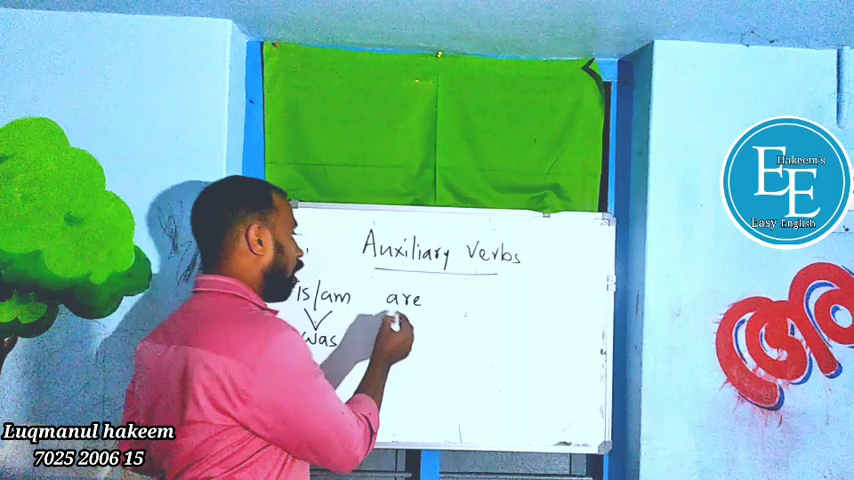 Auxiliary Verbs
is/am are
was
Hakeem's
EE
Easy English
Luqmanul hakeem
7025 2006 15